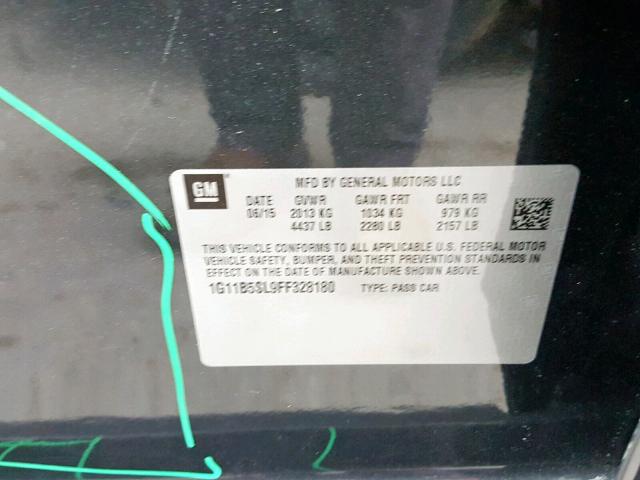 GM
MFD BY GENERAL MOTORS LLC
DATE GVWR GAWR FRT GAWR RR
06/15 2013 KG 1034 KG 979 KG
4437 LB 2280 LB 2157 LB
THIS VEHICLE CONFORMS TO ALL APPLICABLE U.S. FEDERAL MOTOR
VEHICLE SAFETY, BUMPER, AND THEFT PREVENTION STANDARDS IN
EFFECT ON THE DATE OF MANUFACTURE SHOWN ABOVE.
1G11B5SL9FF328180 TYPE: PASS CAR